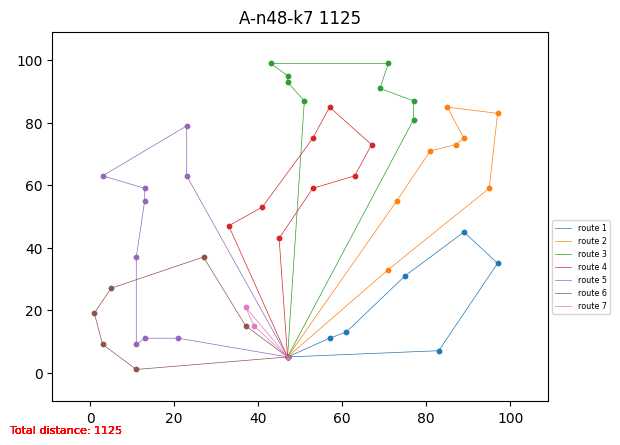 A-n48-k7 1125
100
80
60
40
20
0
0 20 40 60 80 100
route 1
route 2
route 3
route 4
route 5
route 6
route 7
Total distance: 1125